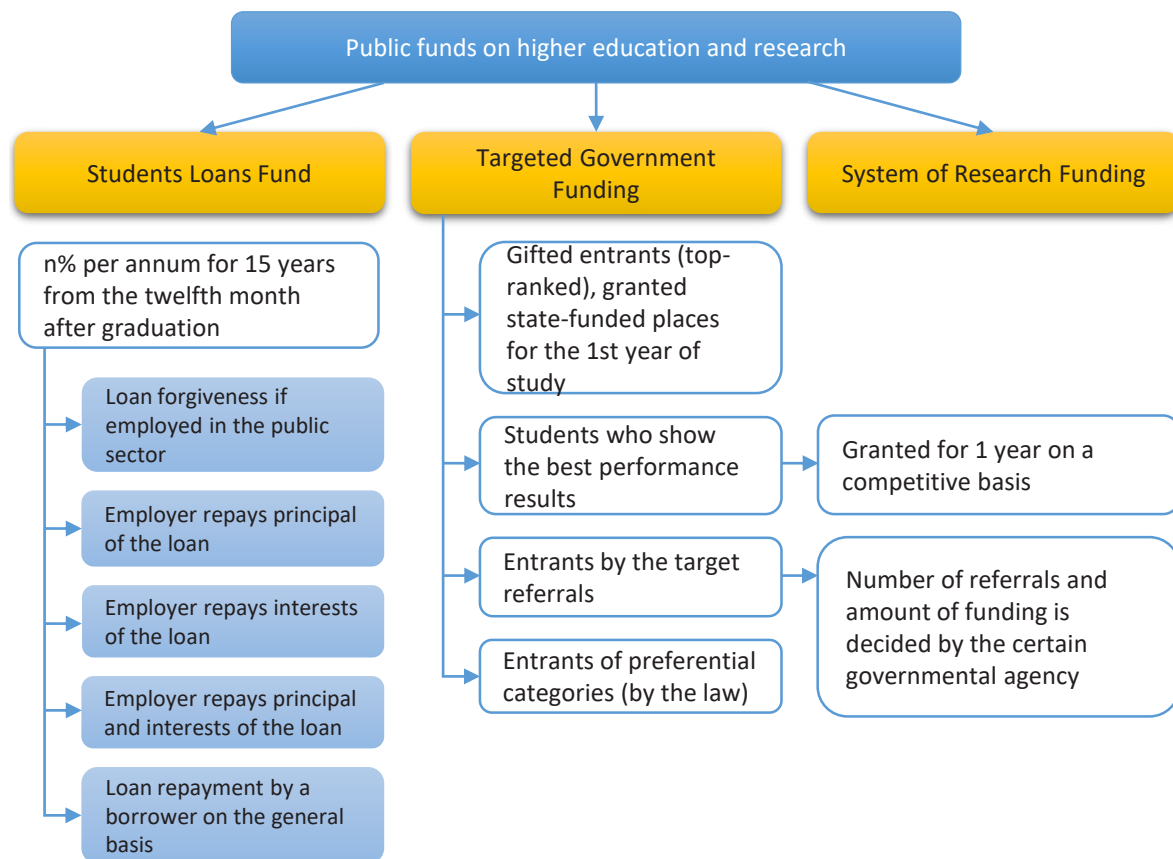 Public funds on higher education and research
Students Loans Fund
Targeted Government
Funding
System of Research Funding
n% per annum for 15 years
from the twelfth month
after graduation
Loan forgiveness if
employed in the public
sector
Employer repays principal
of the loan
Employer repays interests
of the loan
Employer repays principal
and interests of the loan
Loan repayment by a
borrower on the general
basis
Gifted entrants (top-
ranked), granted
state-funded places
for the 1st year of
study
Students who show
the best performance
results
Granted for 1 year on a
competitive basis
Entrants by the target
referrals
Number of referrals and
amount of funding is
decided by the certain
governmental agency
Entrants of preferential
categories (by the law)